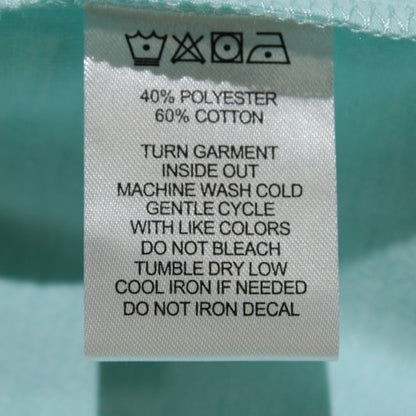 40% POLYESTER
60% COTTON
TURN GARMENT
INSIDE OUT
MACHINE WASH COLD
GENTLE CYCLE
WITH LIKE COLORS
DO NOT BLEACH
TUMBLE DRY LOW
COOL IRON IF NEEDED
DO NOT IRON DECAL